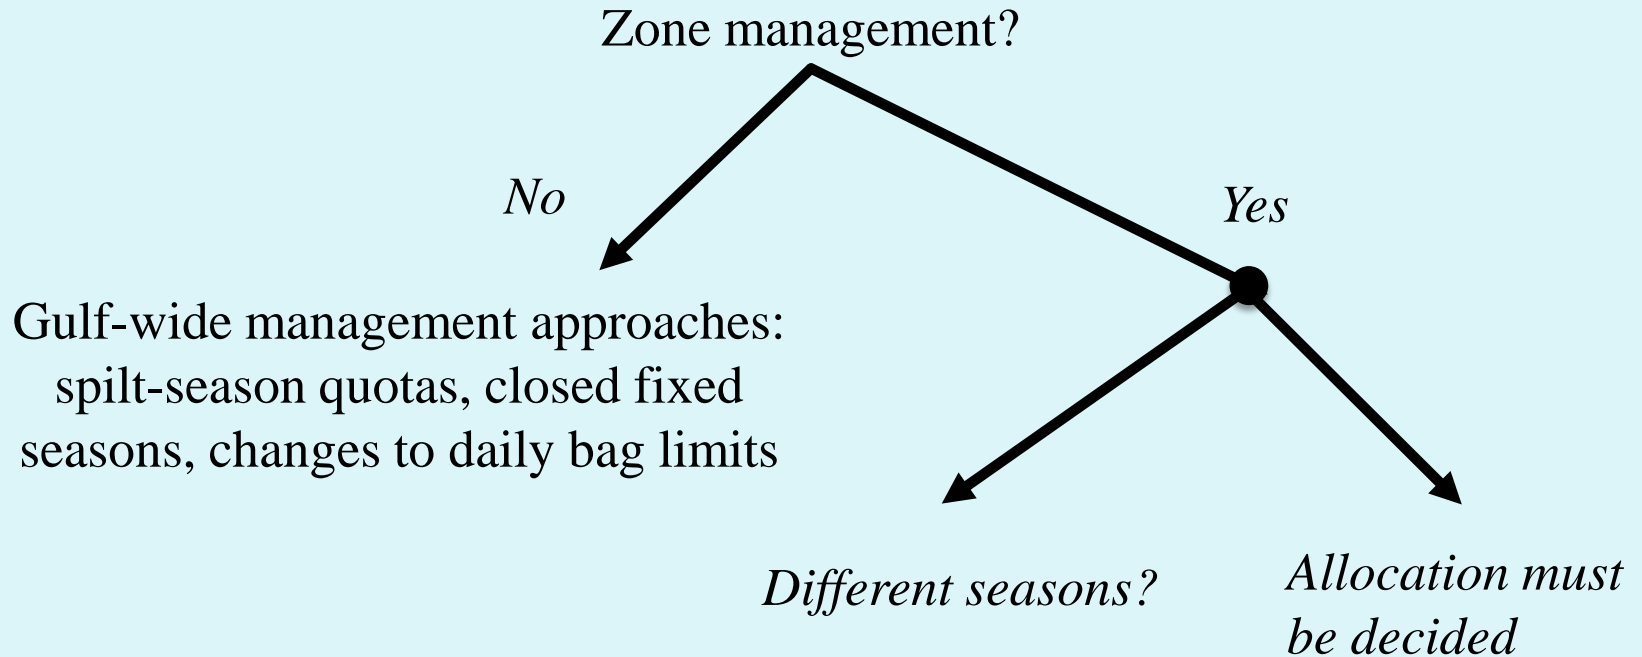 Zone management?
No
Yes
Gulf-wide management approaches:
spilt-season quotas, closed fixed
seasons, changes to daily bag limits
Different seasons?
Allocation must
be decided